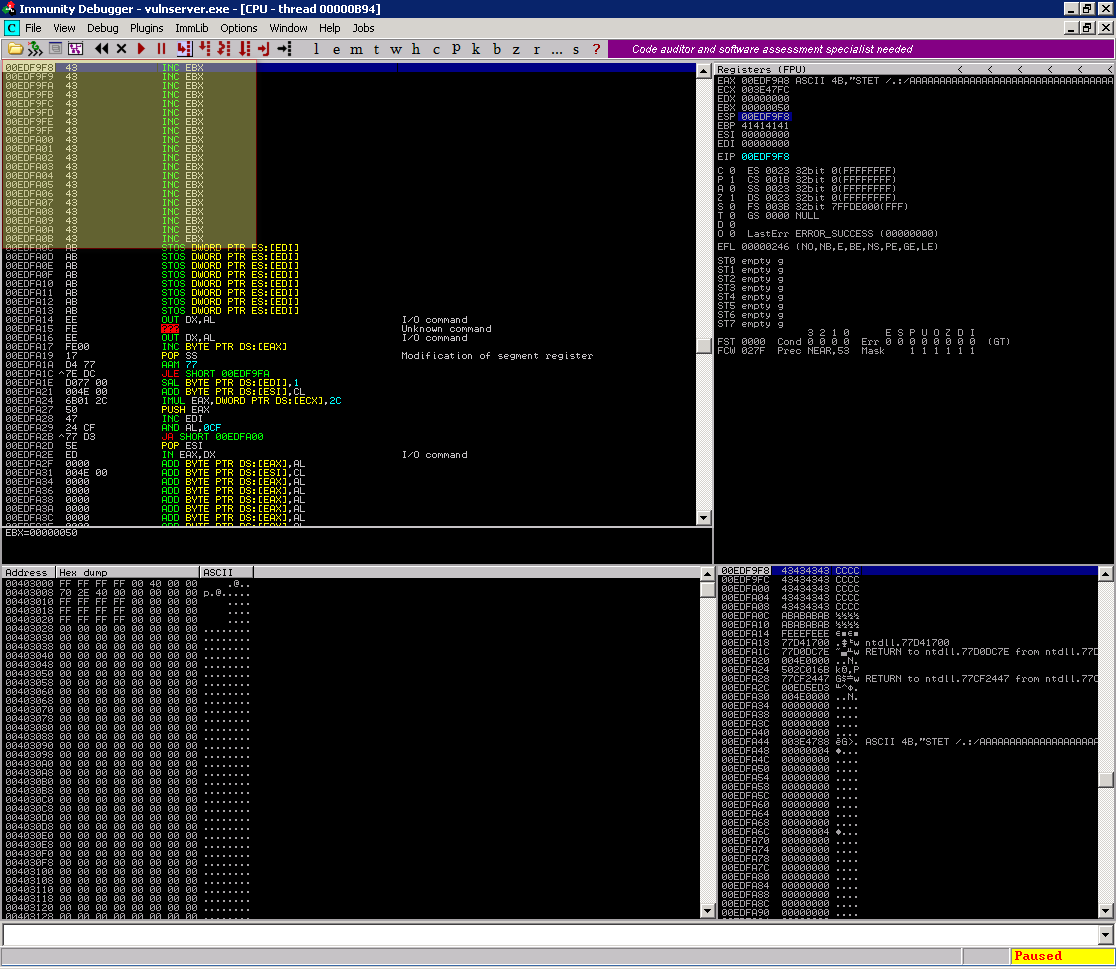 Immunity Debugger - vulnserver.exe - [CPU - thread 00000B94]
File View Debug Plugins ImmLib Options Window Help Jobs
l e m t w h c P k b z r ... s ?
Code auditor and software assessment specialist needed
00EDF9F8 43 INC EBX
00EDF9F9 43 INC EBX
00EDF9FA 43 INC EBX
00EDF9FB 43 INC EBX
00EDF9FC 43 INC EBX
00EDF9FD 43 INC EBX
00EDF9FE 43 INC EBX
00EDF9FF 43 INC EBX
00EDFA00 43 INC EBX
00EDFA01 43 INC EBX
00EDFA02 43 INC EBX
00EDFA03 43 INC EBX
00EDFA04 43 INC EBX
00EDFA05 43 INC EBX
00EDFA06 43 INC EBX
00EDFA07 43 INC EBX
00EDFA08 43 INC EBX
00EDFA09 43 INC EBX
00EDFA0A 43 INC EBX
00EDFA0B 43 INC EBX
00EDFA0C AB STOS DWORD PTR ES:[EDI]
00EDFA0D AB STOS DWORD PTR ES:[EDI]
00EDFA0E AB STOS DWORD PTR ES:[EDI]
00EDFA0F AB STOS DWORD PTR ES:[EDI]
00EDFA10 AB STOS DWORD PTR ES:[EDI]
00EDFA11 AB STOS DWORD PTR ES:[EDI]
00EDFA12 AB STOS DWORD PTR ES:[EDI]
00EDFA13 AB STOS DWORD PTR ES:[EDI]
00EDFA14 EE OUT DX,AL I/O command
00EDFA15 FE ??? Unknown command
00EDFA16 EE OUT DX,AL I/O command
00EDFA17 FE00 INC BYTE PTR DS:[EAX]
00EDFA19 17 POP SS Modification of segment register
00EDFA1A D4 77 AAM 77
00EDFA1C ^7E DC JLE SHORT 00EDF9FA
00EDFA1E D077 00 SAL BYTE PTR DS:[EDI],1
00EDFA21 004E 00 ADD BYTE PTR DS:[ESI],CL
00EDFA24 6B01 2C IMUL EAX,DWORD PTR DS:[ECX],2C
00EDFA27 50 PUSH EAX
00EDFA28 47 INC EDI
00EDFA29 24 CF AND AL,0CF
00EDFA2B ^77 D3 JA SHORT 00EDFA00
00EDFA2D 5E POP ESI
00EDFA2E ED IN EAX,DX I/O command
00EDFA2F 0000 ADD BYTE PTR DS:[EAX],AL
00EDFA31 004E 00 ADD BYTE PTR DS:[ESI],CL
00EDFA34 0000 ADD BYTE PTR DS:[EAX],AL
00EDFA36 0000 ADD BYTE PTR DS:[EAX],AL
00EDFA38 0000 ADD BYTE PTR DS:[EAX],AL
00EDFA3A 0000 ADD BYTE PTR DS:[EAX],AL
00EDFA3C 0000 ADD BYTE PTR DS:[EAX],AL
EBX=00000050
Registers (FPU) < < < < < <
EAX 00EDF9A8 ASCII 4B,"STET /.:/AAAAAAAAAAAAAAAAAAAAAAAAAAAAAAAAAA
ECX 003E47FC
EDX 00000000
EBX 00000050
ESP 00EDF9F8
EBP 41414141
ESI 00000000
EDI 00000000
EIP 00EDF9F8
C 0 ES 0023 32bit 0(FFFFFFFF)
P 1 CS 001B 32bit 0(FFFFFFFF)
A 0 SS 0023 32bit 0(FFFFFFFF)
Z 1 DS 0023 32bit 0(FFFFFFFF)
S 0 FS 003B 32bit 7FFDE000(FFF)
T 0 GS 0000 NULL
D 0
O 0 LastErr ERROR_SUCCESS (00000000)
EFL 00000246 (NO,NB,E,BE,NS,PE,GE,LE)
ST0 empty g
ST1 empty g
ST2 empty g
ST3 empty g
ST4 empty g
ST5 empty g
ST6 empty g
ST7 empty g
3 2 1 0 E S P U O Z D I
FST 0000 Cond 0 0 0 0 Err 0 0 0 0 0 0 0 0 (GT)
FCW 027F Prec NEAR,53 Mask 1 1 1 1 1 1
Address Hex dump ASCII
00403000 FF FF FF FF 00 40 00 00 .@..
00403008 70 2E 40 00 00 00 00 00 p.@.....
00403010 FF FF FF FF 00 00 00 00 ....
00403018 FF FF FF FF 00 00 00 00 ....
00403020 FF FF FF FF 00 00 00 00 ....
00403028 00 00 00 00 00 00 00 00 ........
00403030 00 00 00 00 00 00 00 00 ........
00403038 00 00 00 00 00 00 00 00 ........
00403040 00 00 00 00 00 00 00 00 ........
00403048 00 00 00 00 00 00 00 00 ........
00403050 00 00 00 00 00 00 00 00 ........
00403058 00 00 00 00 00 00 00 00 ........
00403060 00 00 00 00 00 00 00 00 ........
00403068 00 00 00 00 00 00 00 00 ........
00403070 00 00 00 00 00 00 00 00 ........
00403078 00 00 00 00 00 00 00 00 ........
00403080 00 00 00 00 00 00 00 00 ........
00403088 00 00 00 00 00 00 00 00 ........
00403090 00 00 00 00 00 00 00 00 ........
00403098 00 00 00 00 00 00 00 00 ........
004030A0 00 00 00 00 00 00 00 00 ........
004030A8 00 00 00 00 00 00 00 00 ........
004030B0 00 00 00 00 00 00 00 00 ........
004030B8 00 00 00 00 00 00 00 00 ........
004030C0 00 00 00 00 00 00 00 00 ........
004030C8 00 00 00 00 00 00 00 00 ........
004030D0 00 00 00 00 00 00 00 00 ........
004030D8 00 00 00 00 00 00 00 00 ........
004030E0 00 00 00 00 00 00 00 00 ........
004030E8 00 00 00 00 00 00 00 00 ........
004030F0 00 00 00 00 00 00 00 00 ........
004030F8 00 00 00 00 00 00 00 00 ........
00403100 00 00 00 00 00 00 00 00 ........
00403108 00 00 00 00 00 00 00 00 ........
00403110 00 00 00 00 00 00 00 00 ........
00403118 00 00 00 00 00 00 00 00 ........
00403120 00 00 00 00 00 00 00 00 ........
00403128 00 00 00 00 00 00 00 00 ........
00EDF9F8 43434343 CCCC
00EDF9FC 43434343 CCCC
00EDFA00 43434343 CCCC
00EDFA04 43434343 CCCC
00EDFA08 43434343 CCCC
00EDFA0C ABABABAB ½½½½
00EDFA10 ABABABAB ½½½½
00EDFA14 FEEEFEEE
00EDFA18 77D41700 ntdll.77D41700
00EDFA1C 77D0DC7E RETURN to ntdll.77D0DC7E from ntdll.77D
00EDFA20 004E0000 ..N.
00EDFA24 502C016B
00EDFA28 77CF2447 RETURN to ntdll.77CF2447 from ntdll.77C
00EDFA2C 00ED5ED3
00EDFA30 004E0000 ..N.
00EDFA34 00000000 ....
00EDFA38 00000000 ....
00EDFA3C 00000000 ....
00EDFA40 00000000 ....
00EDFA44 003E4788 ëG>. ASCII 4B,"STET /.:/AAAAAAAAAAAAAAAAAAAAA
00EDFA48 00000004 ♦...
00EDFA4C 00000000 ....
00EDFA50 00000000 ....
00EDFA54 00000000 ....
00EDFA58 00000000 ....
00EDFA5C 00000000 ....
00EDFA60 00000000 ....
00EDFA64 00000000 ....
00EDFA68 00000000 ....
00EDFA6C 00000004 ♦...
00EDFA70 00000000 ....
00EDFA74 00000000 ....
00EDFA78 00000000 ....
00EDFA7C 00000000 ....
00EDFA80 00000000 ....
00EDFA84 00000000 ....
00EDFA88 00000000 ....
00EDFA8C 00000000 ....
00EDFA90 00000000 ....
Paused